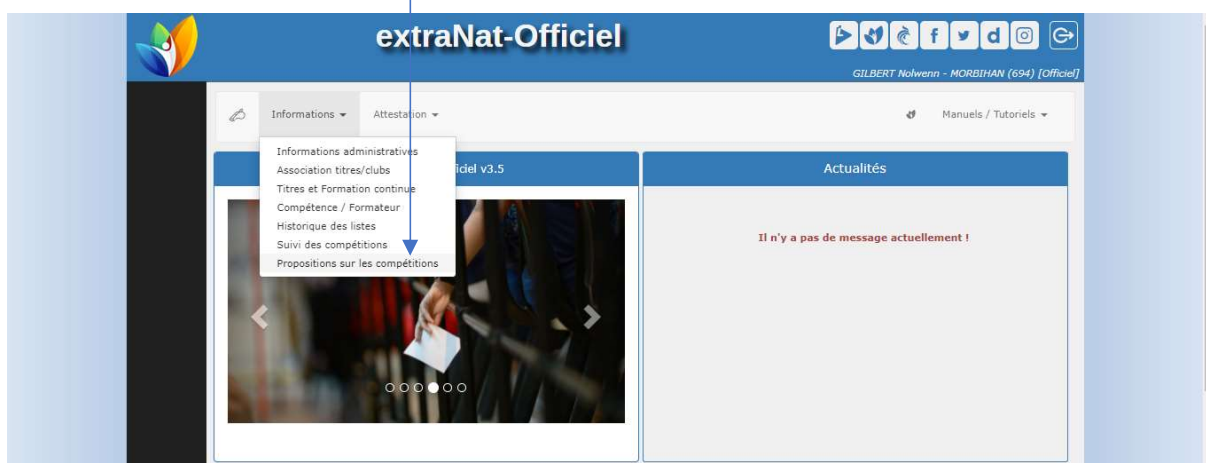 extraNat-Officiel
GILBERT Nolwenn - MORBIHAN (694) [Officiel]
Informations
Attestation
Manuels / Tutoriels
Informations administratives
Association titres/clubs
Titres et Formation continue
Compétence / Formateur
Historique des listes
Suivi des compétitions
Propositions sur les compétitions
v3.5
Actualités
Il n'y a pas de message actuellement !